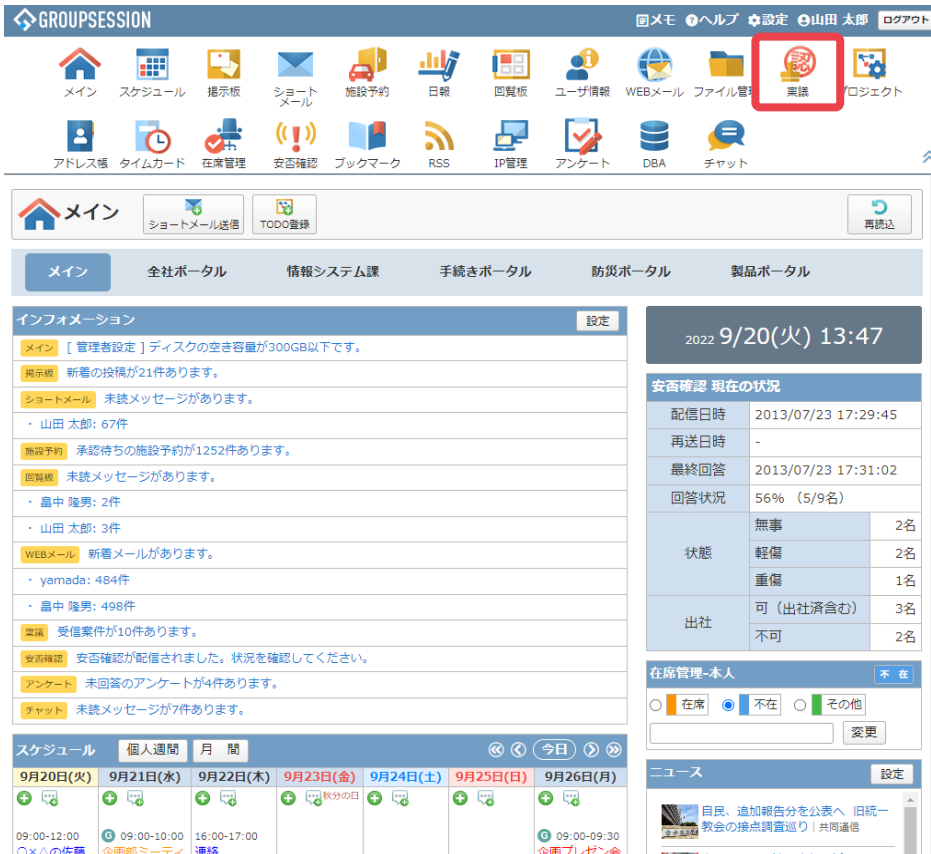 GROUPSESSION
メモ ヘルプ 設定 山田 太郎 ログアウト
メイン スケジュール 掲示板 ショートメール 施設予約 日報 回覧板 ユーザ情報 WEBメール ファイル管理 稟議 プロジェクト
アドレス帳 タイムカード 在席管理 安否確認 ブックマーク RSS IP管理 アンケート DBA チャット
メイン ショートメール送信 TODO登録 再読込
メイン 全社ポータル 情報システム課 手続きポータル 防災ポータル 製品ポータル
インフォメーション 設定
メイン [ 管理者設定 ] ディスクの空き容量が300GB以下です。
掲示板 新着の投稿が21件あります。
ショートメール 未読メッセージがあります。
・ 山田 太郎: 67件
施設予約 承認待ちの施設予約が1252件あります。
回覧板 未読メッセージがあります。
・ 畠中 隆男: 2件
・ 山田 太郎: 3件
WEBメール 新着メールがあります。
・ yamada: 484件
・ 畠中 隆男: 498件
稟議 受信案件が10件あります。
安否確認 安否確認が配信されました。状況を確認してください。
アンケート 未回答のアンケートが4件あります。
チャット 未読メッセージが7件あります。
スケジュール 個人週間 月 間 今日
9月20日(火) 9月21日(水) 9月22日(木) 9月23日(金) 9月24日(土) 9月25日(日) 9月26日(月)
秋分の日
09:00-12:00 G 09:00-10:00 16:00-17:00 G 09:00-09:30
○×△の佐藤 企画部ミーティ 連絡 企画プレゼン会
2022 9/20(火) 13:47
安否確認 現在の状況
配信日時 2013/07/23 17:29:45
再送日時 -
最終回答 2013/07/23 17:31:02
回答状況 56% （5/9名）
状態 無事 2名
軽傷 2名
重傷 1名
出社 可（出社済含む） 3名
不可 2名
在席管理-本人 不 在
在席 不在 その他
変更
ニュース 設定
自民、追加報告分を公表へ 旧統一
教会の接点調査巡り | 共同通信